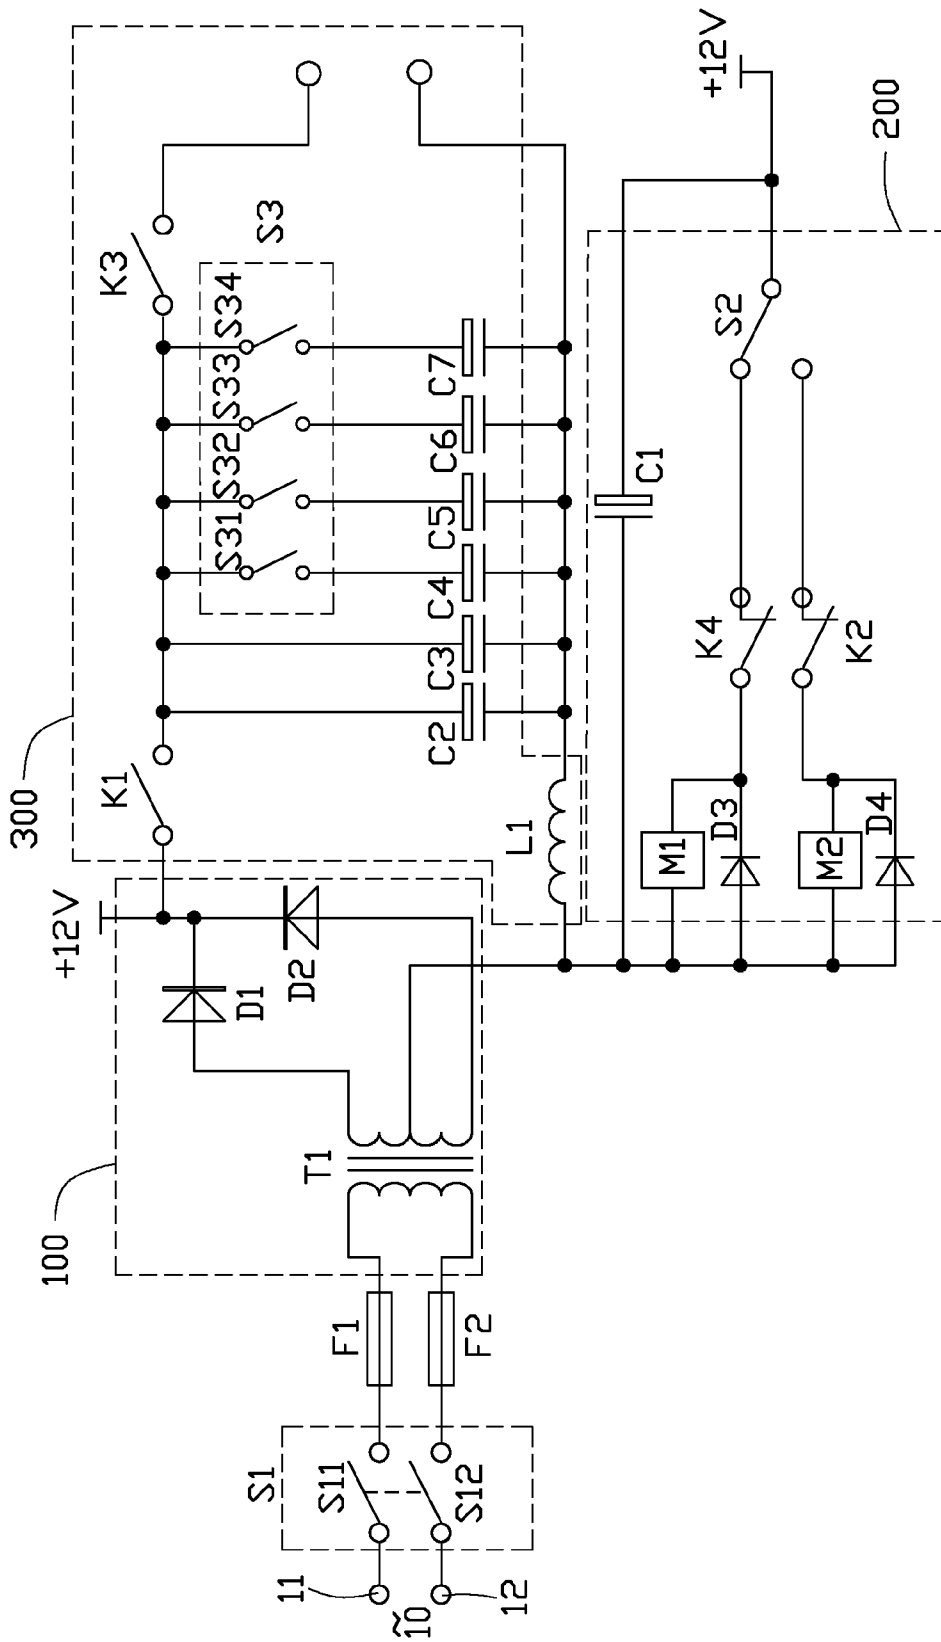 300
K1
K3
S3
S31
S32
S33
S34
C2
C3
C4
C5
C6
C7
L1
100
+12V
D1
D2
T1
F1
F2
S1
S11
S12
11
~10
12
+12V
200
C1
S2
K4
K2
M1
D3
M2
D4